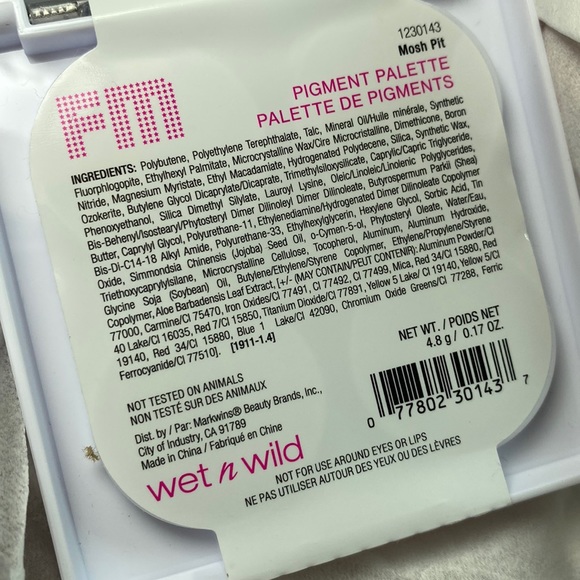 1230143
Mosh Pit
FM
PIGMENT PALETTE
PALETTE DE PIGMENTS
INGREDIENTS: Polybutene, Polyethylene Terephthalate, Talc, Mineral Oil/Huile minérale, Synthetic
Fluorphlogopite, Ethylhexyl Palmitate, Microcrystalline Wax/Cire Microcristalline, Dimethicone, Boron
Nitride, Magnesium Myristate, Ethyl Macadamiate, Hydrogenated Polydecene, Silica, Synthetic Wax,
Ozokerite, Butylene Glycol Dicaprylate/Dicaprate, Trimethylsiloxysilicate, Caprylic/Capric Triglyceride,
Phenoxyethanol, Silica Dimethyl Silylate, Lauroyl Lysine, Oleic/Linoleic/Linolenic Polyglycerides,
Bis-Behenyl/Isostearyl/Phytosteryl Dimer Dilinoleyl Dimer Dilinoleate, Butyrospermum Parkii (Shea)
Butter, Caprylyl Glycol, Polyurethane-11, Ethylenediamine/Hydrogenated Dimer Dilinoleate Copolymer
Bis-Di-C14-18 Alkyl Amide, Polyurethane-33, Ethylhexylglycerin, Hexylene Glycol, Sorbic Acid, Tin
Oxide, Simmondsia Chinensis (Jojoba) Seed Oil, o-Cymen-5-ol, Phytosteryl Oleate, Water/Eau,
Triethoxycaprylylsilane, Microcrystalline Cellulose, Tocopherol, Aluminum, Aluminum Hydroxide,
Glycine Soja (Soybean) Oil, Butylene/Ethylene/Styrene Copolymer, Ethylene/Propylene/Styrene
Copolymer, Aloe Barbadensis Leaf Extract. [+/- (MAY CONTAIN/PEUT CONTENIR): Aluminum Powder/CI
77000, Carmine/CI 75470, Iron Oxides/CI 77491, CI 77492, CI 77499, Mica, Red 34/CI 15880, Red
40 Lake/CI 16035, Red 7/CI 15850, Titanium Dioxide/CI 77891, Yellow 5 Lake/ CI 19140, Yellow 5/CI
19140, Red 34/CI 15880, Blue 1 Lake/CI 42090, Chromium Oxide Greens/CI 77288, Ferric
Ferrocyanide/CI 77510]. [1911-1.4]
NET WT. / POIDS NET
4.8 g / 0.17 OZ.
NOT TESTED ON ANIMALS
NON TESTÉ SUR DES ANIMAUX
Dist. by / Par: Markwins® Beauty Brands, Inc.,
City of Industry, CA 91789
Made in China / Fabriqué en Chine
0 77802 30143 7
wet n wild
NOT FOR USE AROUND EYES OR LIPS
NE PAS UTILISER AUTOUR DES YEUX OU DES LÈVRES